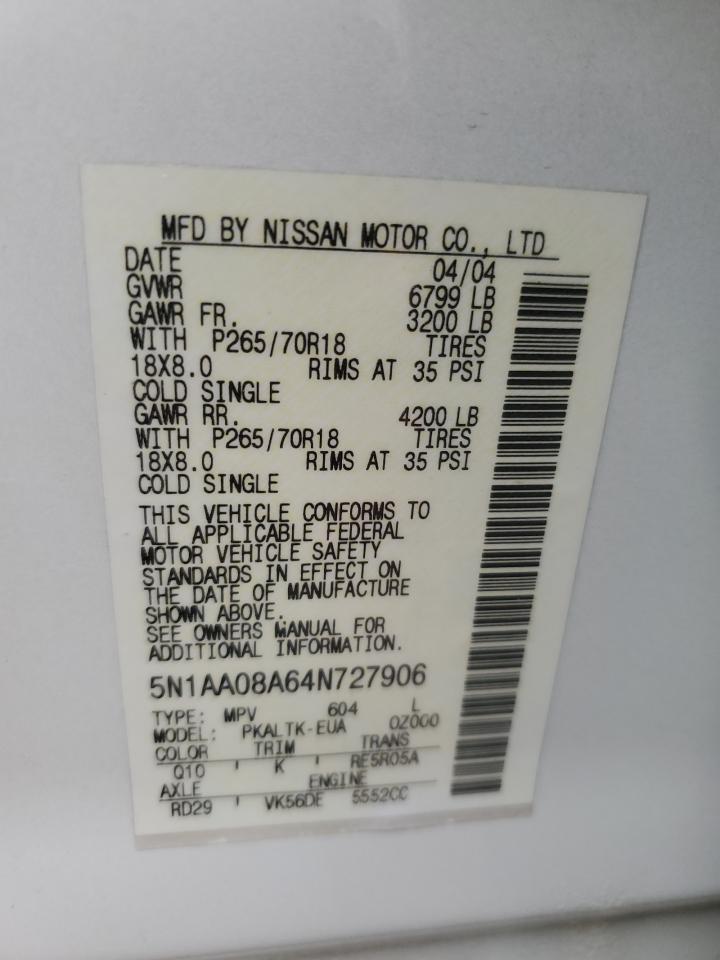 MFD BY NISSAN MOTOR CO., LTD
DATE 04/04
GVWR 6799 LB
GAWR FR. 3200 LB
WITH P265/70R18 TIRES
18X8.0 RIMS AT 35 PSI
COLD SINGLE
GAWR RR. 4200 LB
WITH P265/70R18 TIRES
18X8.0 RIMS AT 35 PSI
COLD SINGLE
THIS VEHICLE CONFORMS TO
ALL APPLICABLE FEDERAL
MOTOR VEHICLE SAFETY
STANDARDS IN EFFECT ON
THE DATE OF MANUFACTURE
SHOWN ABOVE.
SEE OWNERS MANUAL FOR
ADDITIONAL INFORMATION.
5N1AA08A64N727906
TYPE: MPV 604 L
MODEL: PKALTK-EUA 0Z000
COLOR TRIM TRANS
Q10 K RE5R05A
AXLE ENGINE
RD29 VK56DE 5552CC